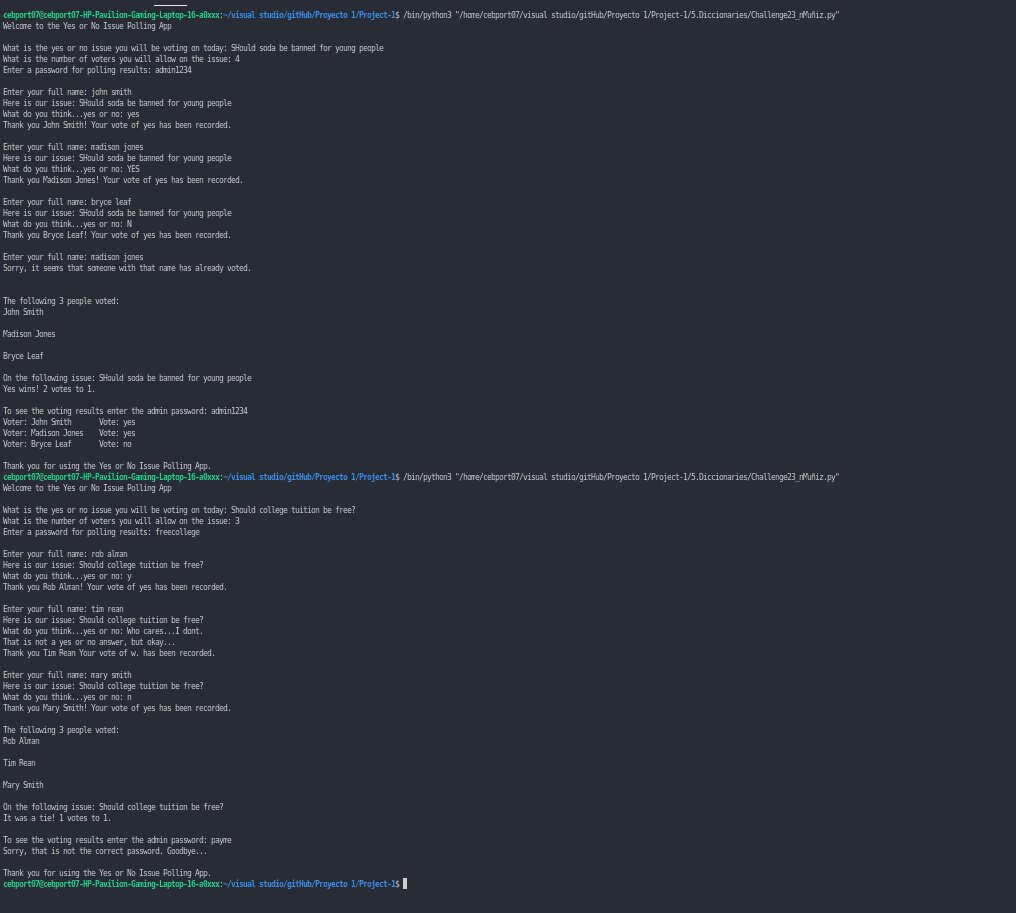 cebport07@cebport07-HP-Pavilion-Gaming-Laptop-16-a0xxx:~/visual studio/gitHub/Proyecto 1/Project-1$ /bin/python3 "/home/cebport07/visual studio/gitHub/Proyecto 1/Project-1/5.Diccionaries/Challenge23_nMuñiz.py"
Welcome to the Yes or No Issue Polling App
What is the yes or no issue you will be voting on today: SHould soda be banned for young people
What is the number of voters you will allow on the issue: 4
Enter a password for polling results: admin1234
Enter your full name: john smith
Here is our issue: SHould soda be banned for young people
What do you think...yes or no: yes
Thank you John Smith! Your vote of yes has been recorded.
Enter your full name: madison jones
Here is our issue: SHould soda be banned for young people
What do you think...yes or no: YES
Thank you Madison Jones! Your vote of yes has been recorded.
Enter your full name: bryce leaf
Here is our issue: SHould soda be banned for young people
What do you think...yes or no: N
Thank you Bryce Leaf! Your vote of yes has been recorded.
Enter your full name: madison jones
Sorry, it seems that someone with that name has already voted.
The following 3 people voted:
John Smith
Madison Jones
Bryce Leaf
On the following issue: SHould soda be banned for young people
Yes wins! 2 votes to 1.
To see the voting results enter the admin password: admin1234
Voter: John Smith Vote: yes
Voter: Madison Jones Vote: yes
Voter: Bryce Leaf Vote: no
Thank you for using the Yes or No Issue Polling App.
cebport07@cebport07-HP-Pavilion-Gaming-Laptop-16-a0xxx:~/visual studio/gitHub/Proyecto 1/Project-1$ /bin/python3 "/home/cebport07/visual studio/gitHub/Proyecto 1/Project-1/5.Diccionaries/Challenge23_nMuñiz.py"
Welcome to the Yes or No Issue Polling App
What is the yes or no issue you will be voting on today: Should college tuition be free?
What is the number of voters you will allow on the issue: 3
Enter a password for polling results: freecollege
Enter your full name: rob alman
Here is our issue: Should college tuition be free?
What do you think...yes or no: y
Thank you Rob Alman! Your vote of yes has been recorded.
Enter your full name: tim rean
Here is our issue: Should college tuition be free?
What do you think...yes or no: Who cares...I dont.
That is not a yes or no answer, but okay...
Thank you Tim Rean Your vote of w. has been recorded.
Enter your full name: mary smith
Here is our issue: Should college tuition be free?
What do you think...yes or no: n
Thank you Mary Smith! Your vote of yes has been recorded.
The following 3 people voted:
Rob Alman
Tim Rean
Mary Smith
On the following issue: Should college tuition be free?
It was a tie! 1 votes to 1.
To see the voting results enter the admin password: payme
Sorry, that is not the correct password. Goodbye...
Thank you for using the Yes or No Issue Polling App.
cebport07@cebport07-HP-Pavilion-Gaming-Laptop-16-a0xxx:~/visual studio/gitHub/Proyecto 1/Project-1$